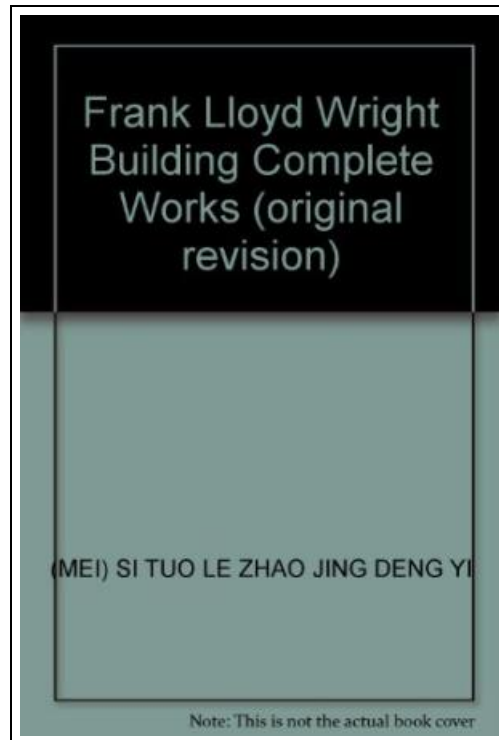 Frank Lloyd Wright
Building Complete
Works (original
revision)
(MEI) SI TUO LE ZHAO JING DENG YI
Note: This is not the actual book cover